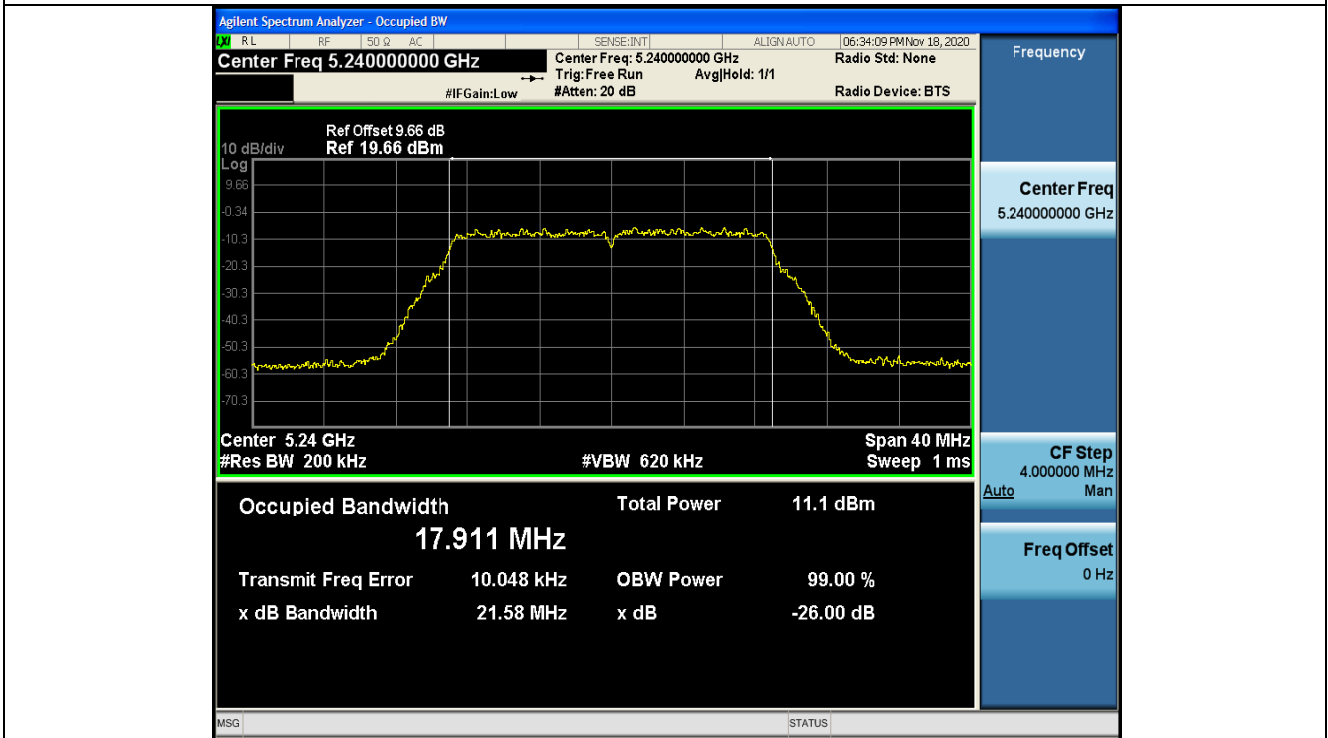 Agilent Spectrum Analyzer - Occupied BW
LXI RL RF 50 Ω AC SENSE:INT ALIGN AUTO 06:34:09 PM Nov 18, 2020
Center Freq 5.240000000 GHz
Center Freq: 5.240000000 GHz Radio Std: None
Trig: Free Run Avg|Hold: 1/1
#IFGain:Low #Atten: 20 dB Radio Device: BTS
Frequency
Ref Offset 9.66 dB
10 dB/div Ref 19.66 dBm
Log
9.66
-0.34
-10.3
-20.3
-30.3
-40.3
-50.3
-60.3
-70.3
Center 5.24 GHz Span 40 MHz
#Res BW 200 kHz #VBW 620 kHz Sweep 1 ms
Occupied Bandwidth Total Power 11.1 dBm
17.911 MHz
Transmit Freq Error 10.048 kHz OBW Power 99.00 %
x dB Bandwidth 21.58 MHz x dB -26.00 dB
Center Freq
5.240000000 GHz
CF Step
4.000000 MHz
Auto Man
Freq Offset
0 Hz
MSG STATUS